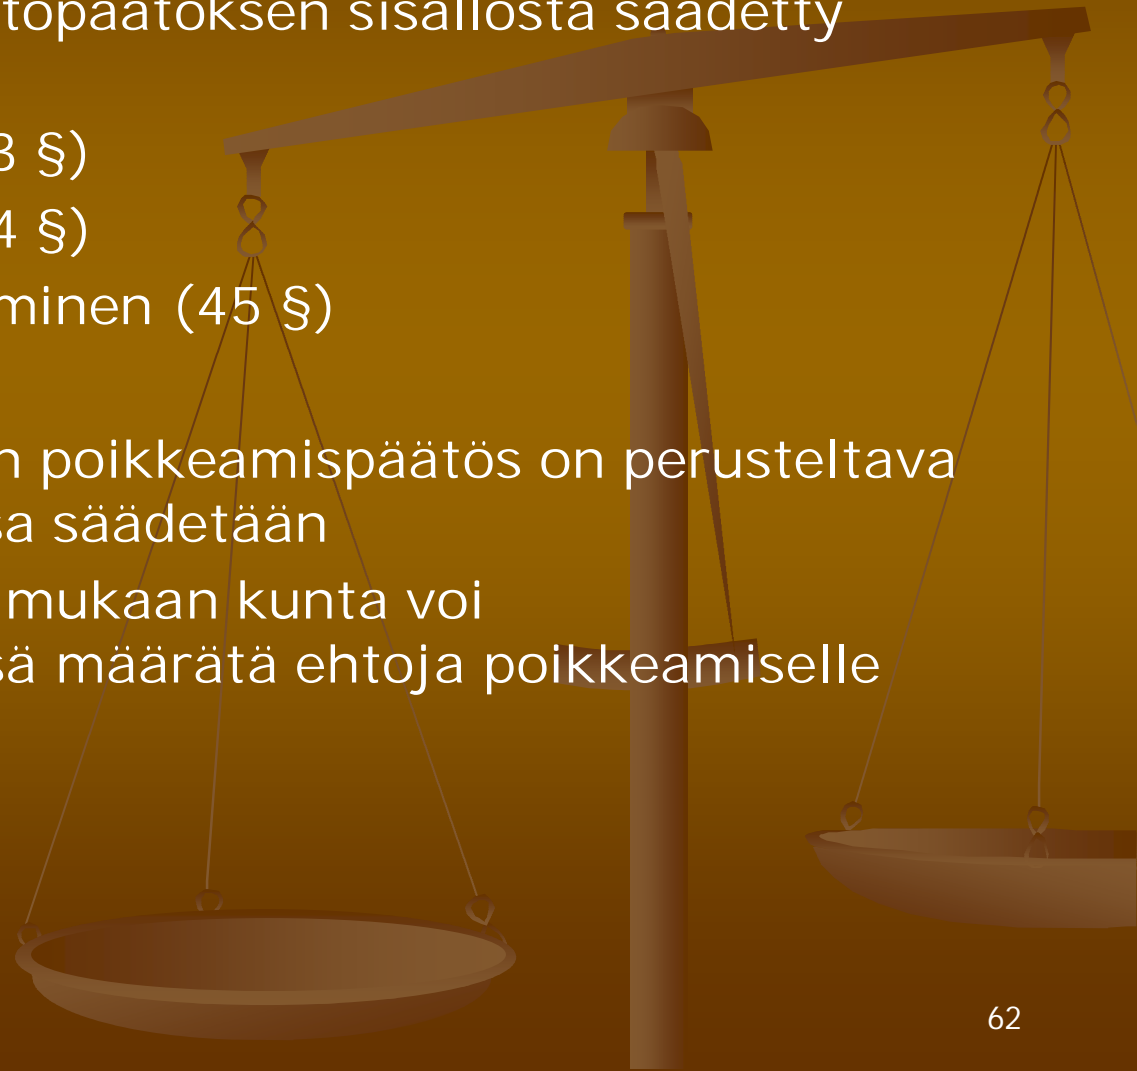 topäätöksen sisällöstä säädetty
3 §)
4 §)
minen (45 §)
n poikkeamispäätös on perusteltava
sa säädetään
mukaan kunta voi
sä määrätä ehtoja poikkeamiselle
62